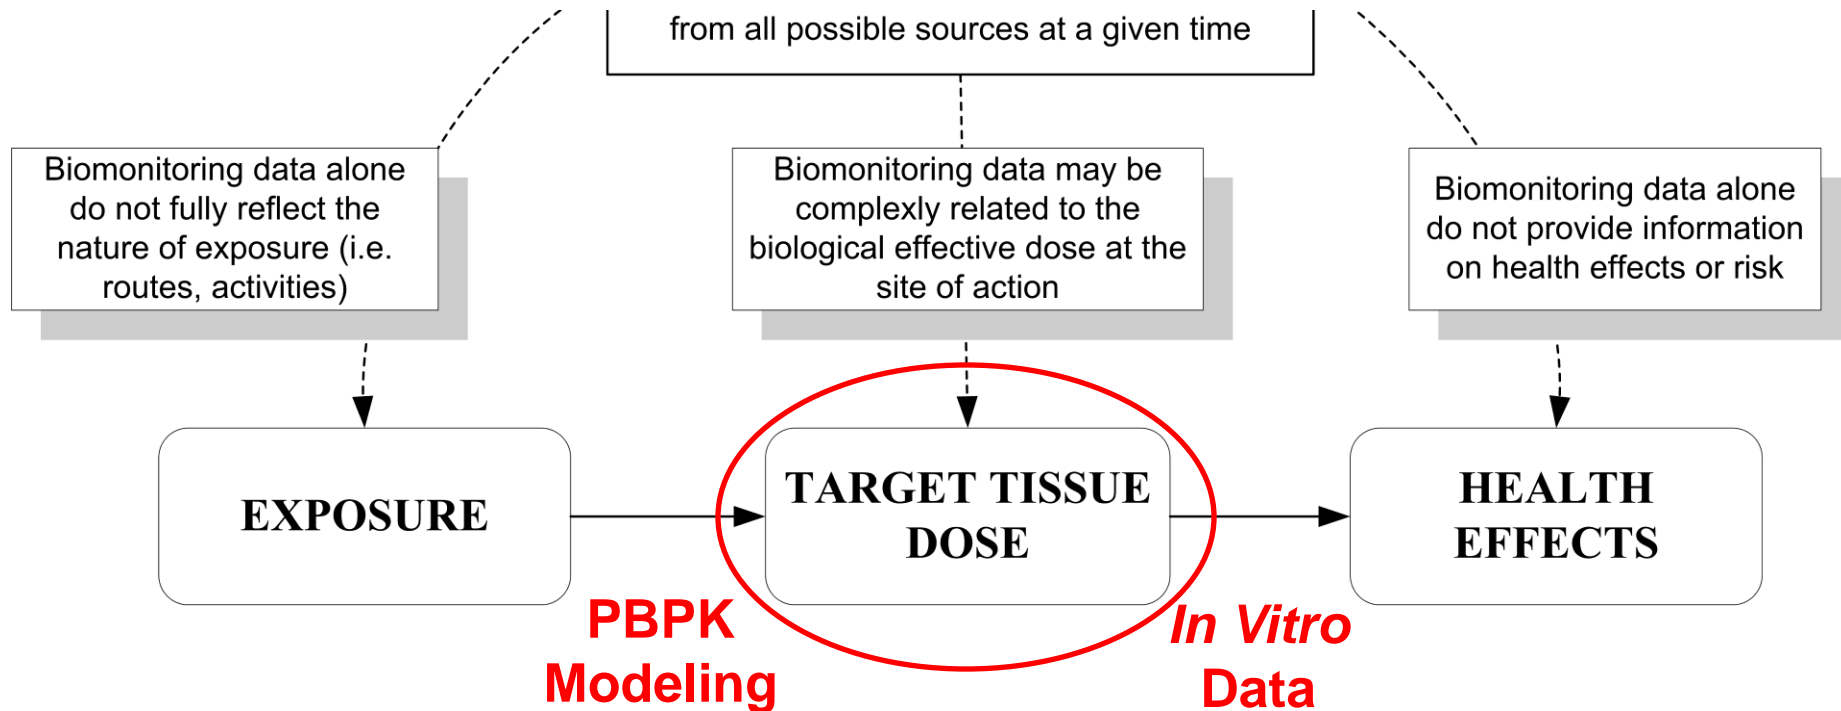 from all possible sources at a given time
Biomonitoring data alone
do not fully reflect the
nature of exposure (i.e.
routes, activities)
Biomonitoring data may be
complexly related to the
biological effective dose at the
site of action
Biomonitoring data alone
do not provide information
on health effects or risk
EXPOSURE
TARGET TISSUE
DOSE
HEALTH
EFFECTS
PBPK
Modeling
In Vitro
Data